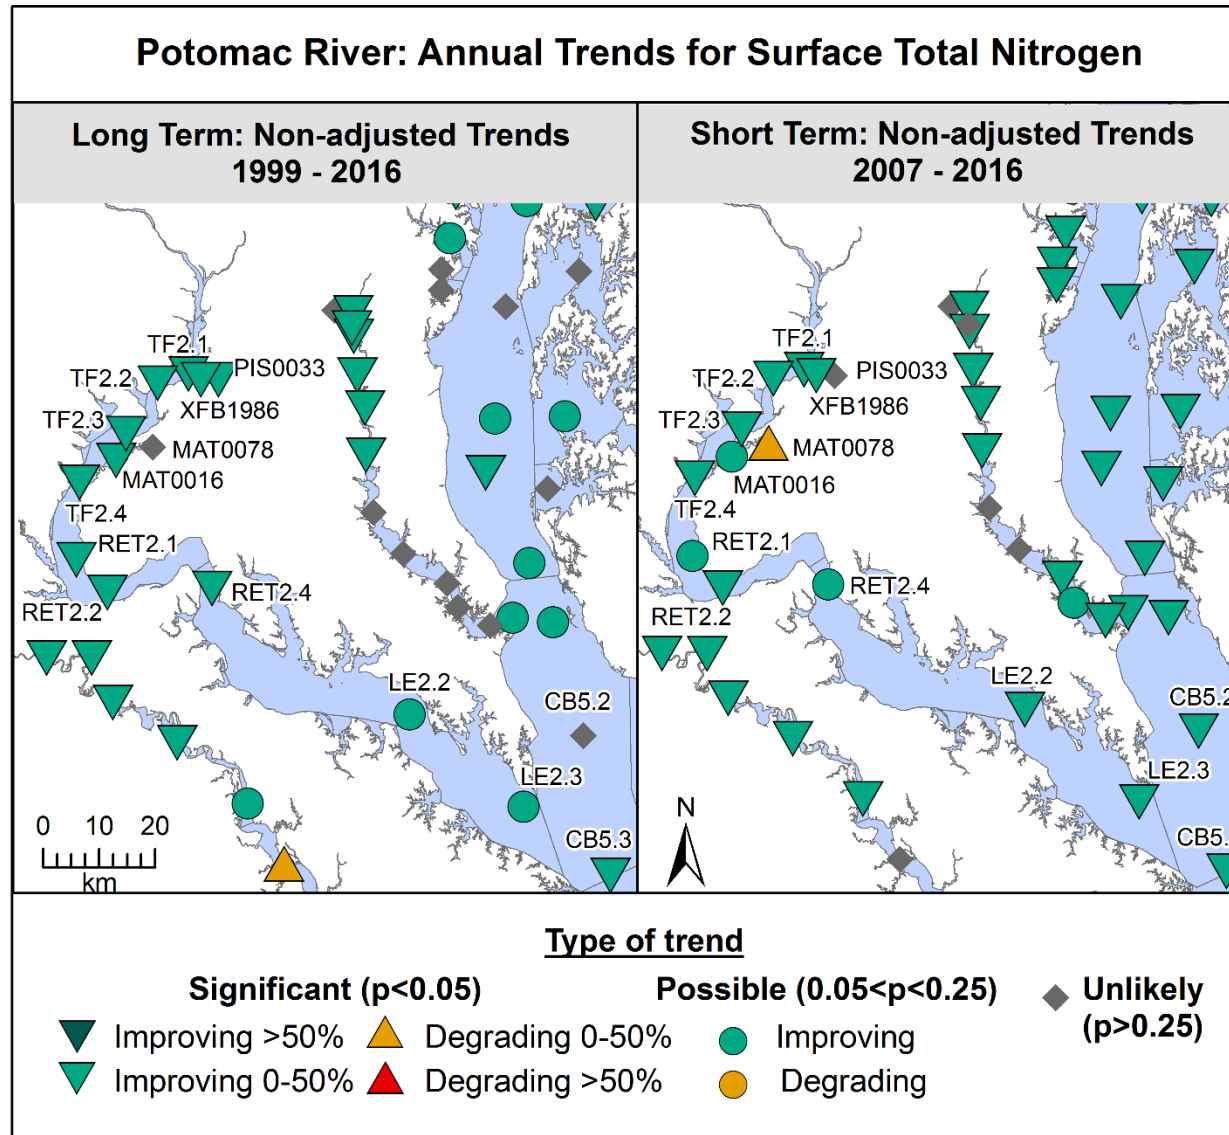 Potomac River: Annual Trends for Surface Total Nitrogen
Long Term: Non-adjusted Trends
1999 - 2016
Short Term: Non-adjusted Trends
2007 - 2016
TF2.1
TF2.2
PIS0033
XFB1986
TF2.3
MAT0078
MAT0016
TF2.4
RET2.1
RET2.2
RET2.4
LE2.2
CB5.2
LE2.3
CB5.3
0 10 20
km
TF2.1
TF2.2
PIS0033
XFB1986
TF2.3
MAT0078
MAT0016
TF2.4
RET2.1
RET2.4
RET2.2
LE2.2
CB5.2
LE2.3
CB5.
N
Type of trend
Significant (p<0.05)
Possible (0.05<p<0.25)
Unlikely
(p>0.25)
Improving >50%
Degrading 0-50%
Improving
Improving 0-50%
Degrading >50%
Degrading